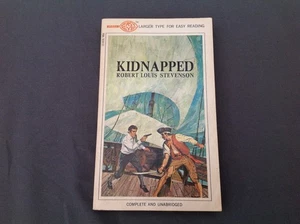 LARGER TYPE FOR EASY READING.
KIDNAPPED
ROBERT LOUIS STEVENSON
COMPLETE AND UNABRIDGED